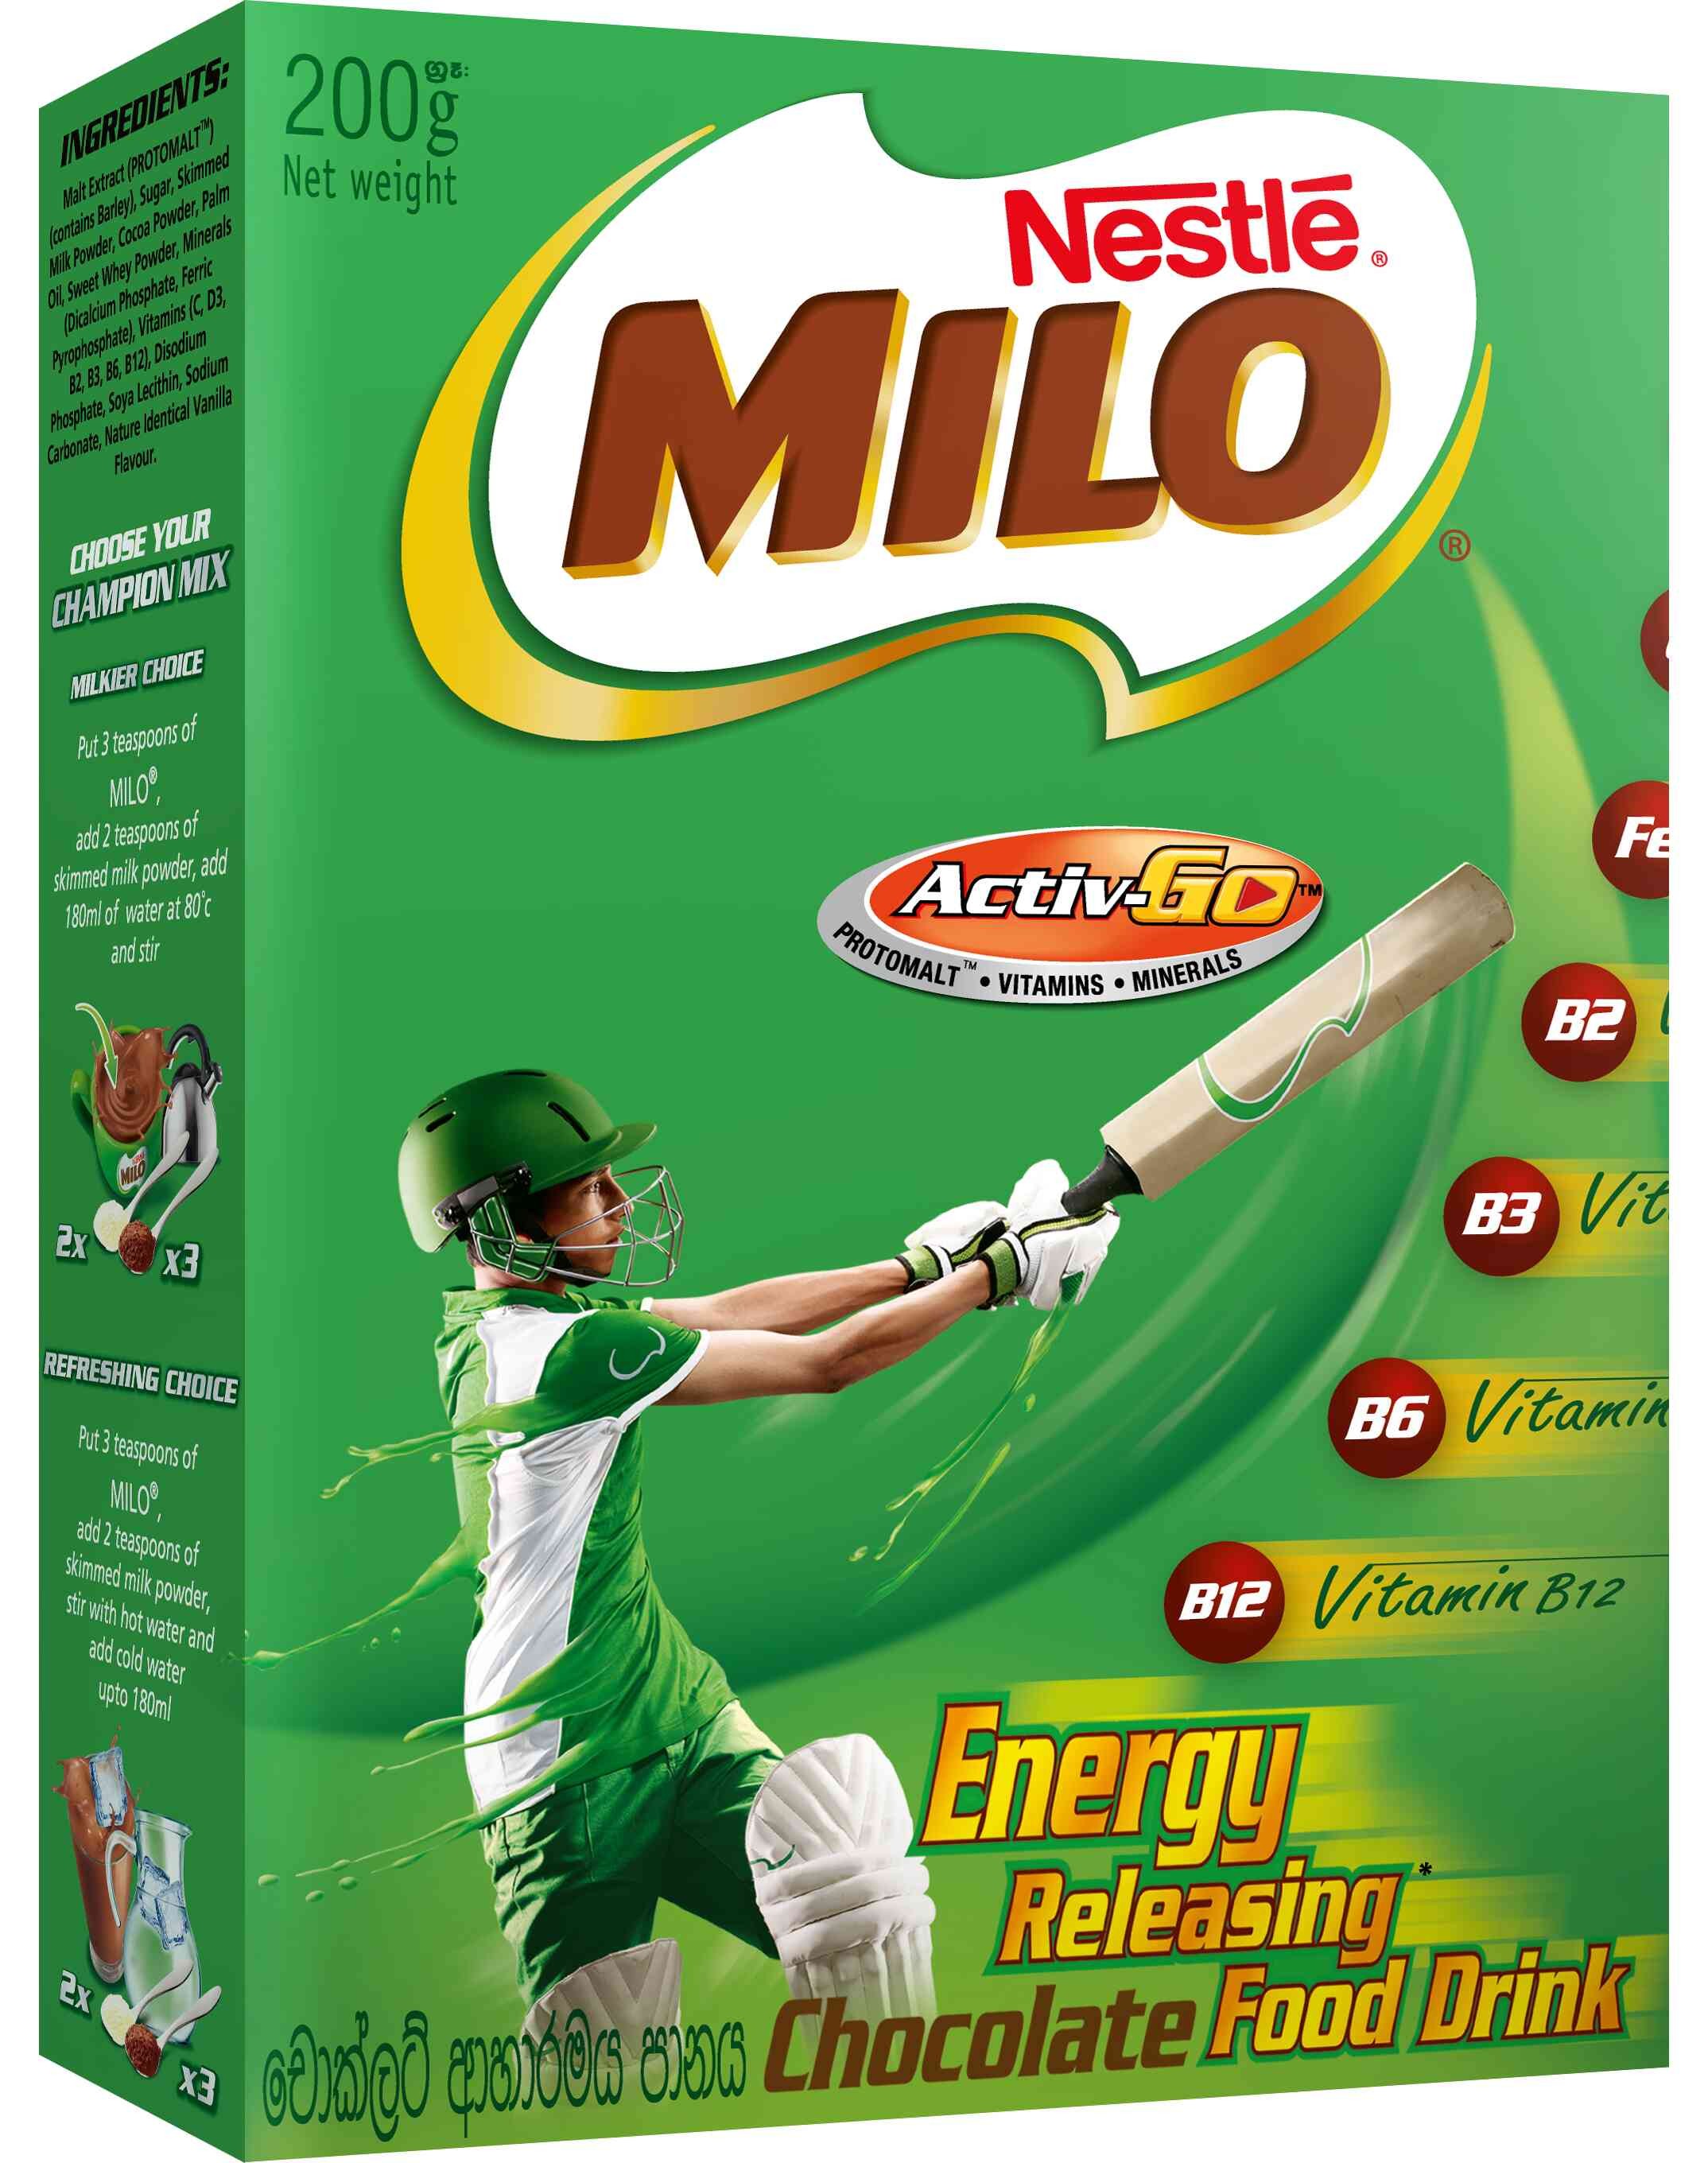 INGREDIENTS:
Malt Extract (PROTOMALT™)
(contains Barley), Sugar, Skimmed
Milk Powder, Cocoa Powder, Palm
Oil, Sweet Whey Powder, Minerals
(Dicalcium Phosphate, Ferric
Pyrophosphate), Vitamins (C, D3,
B2, B3, B6, B12), Disodium
Phosphate, Soya Lecithin, Sodium
Carbonate, Nature Identical Vanilla
Flavour.
CHOOSE YOUR
CHAMPION MIX
MILKIER CHOICE
Put 3 teaspoons of
MILO®,
add 2 teaspoons of
skimmed milk powder, add
180ml of water at 80°c
and stir
MILO
2x
x3
REFRESHING CHOICE
Put 3 teaspoons of
MILO®,
add 2 teaspoons of
skimmed milk powder,
stir with hot water and
add cold water
upto 180ml
2x
x3
200g ග්‍රෑ:
Net weight
Nestlé®
MILO®
Activ-Go™
PROTOMALT™ • VITAMINS • MINERALS
Fe
B2
B3 Vit
B6 Vitamin
B12 Vitamin B12
Energy
Releasing*
චොක්ලට් ආහාරමය පානය Chocolate Food Drink